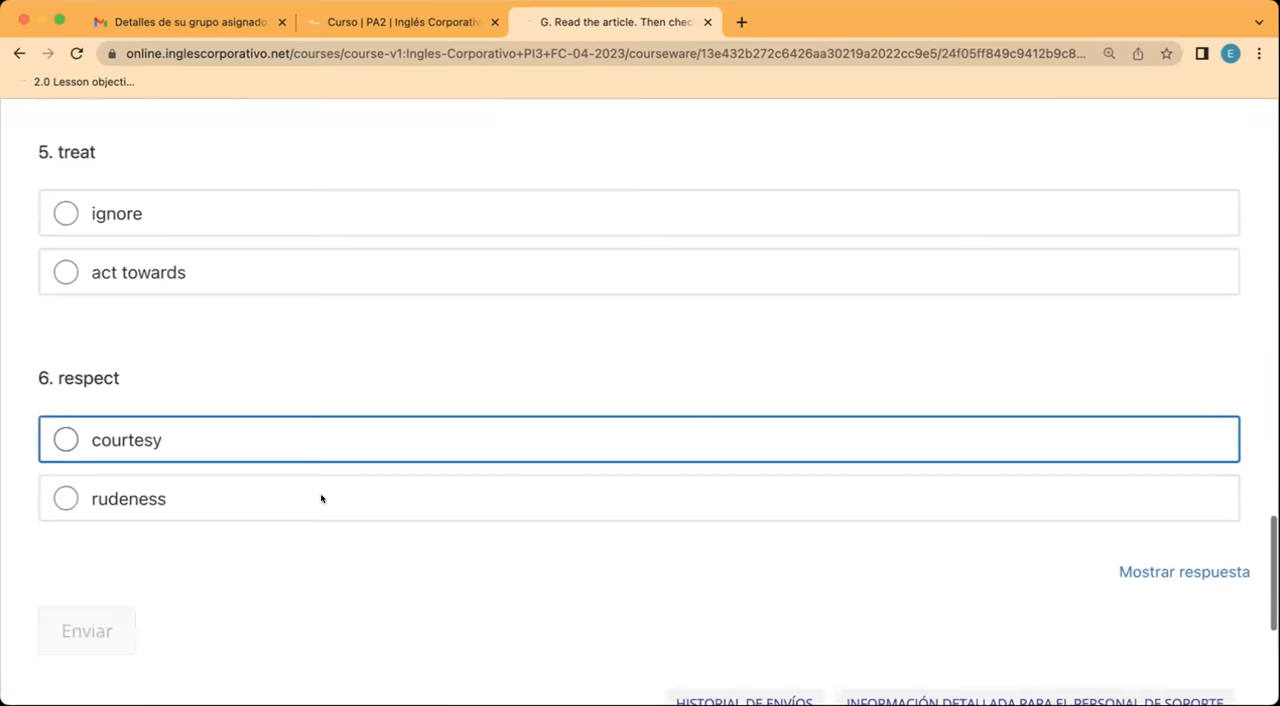 Detalles de su grupo asignado
Curso | PA2 | Inglés Corporativ
G. Read the article. Then chec
online.inglescorporativo.net/courses/course-v1:Ingles-Corporativo+PI3+FC-04-2023/courseware/13e432b272c6426aa30219a2022cc9e5/24f05ff849c9412b9c8...
E
2.0 Lesson objecti...
5. treat
ignore
act towards
6. respect
courtesy
rudeness
Mostrar respuesta
Enviar
HISTORIAL DE ENVÍOS
INFORMACIÓN DETALLADA PARA EL PERSONAL DE SOPORTE